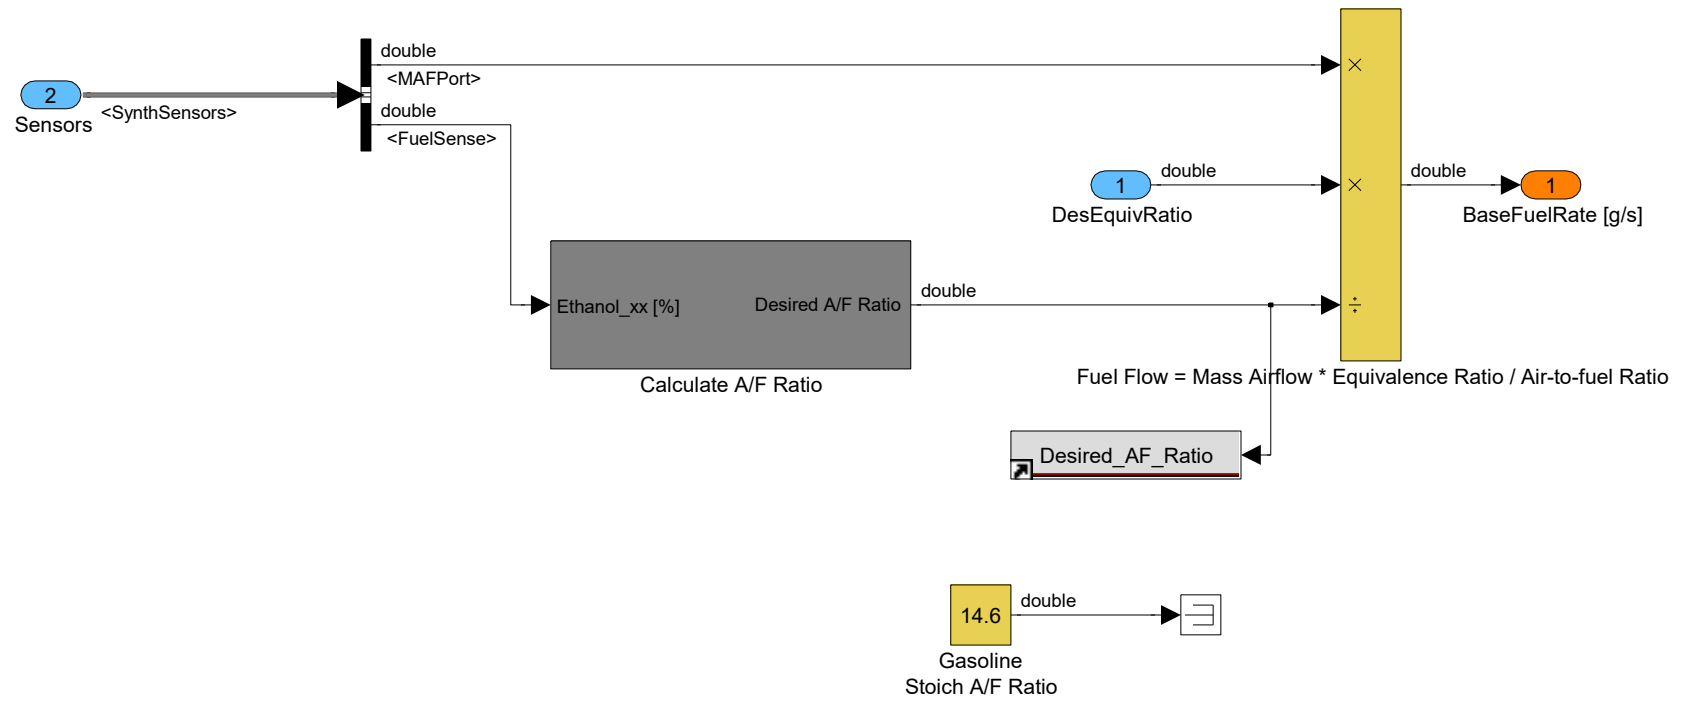 double
<MAFPort>
2
<SynthSensors>
Sensors
double
<FuelSense>
1
double
DesEquivRatio
×
×
÷
double
1
BaseFuelRate [g/s]
Ethanol_xx [%]
Desired A/F Ratio
double
Calculate A/F Ratio
Fuel Flow = Mass Airflow * Equivalence Ratio / Air-to-fuel Ratio
Desired_AF_Ratio
14.6
double
Gasoline
Stoich A/F Ratio